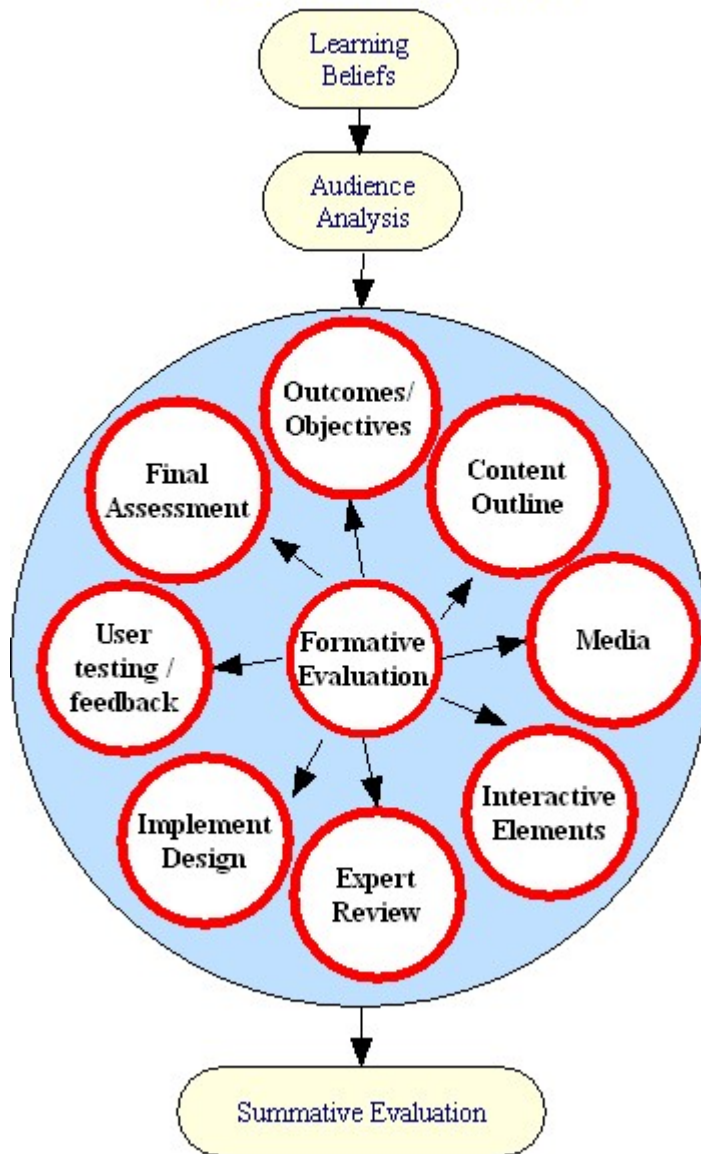 Learning
Beliefs
Audience
Analysis
Outcomes/
Objectives
Content
Outline
Media
Interactive
Elements
Expert
Review
Implement
Design
User
testing /
feedback
Final
Assessment
Formative
Evaluation
Summative Evaluation